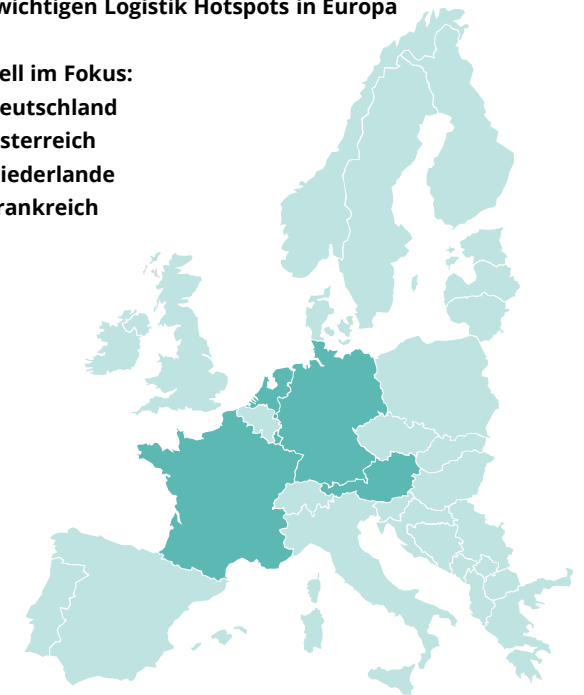 wichtigen Logistik Hotspots in Europa
ell im Fokus:
eutschland
sterreich
iederlande
rankreich